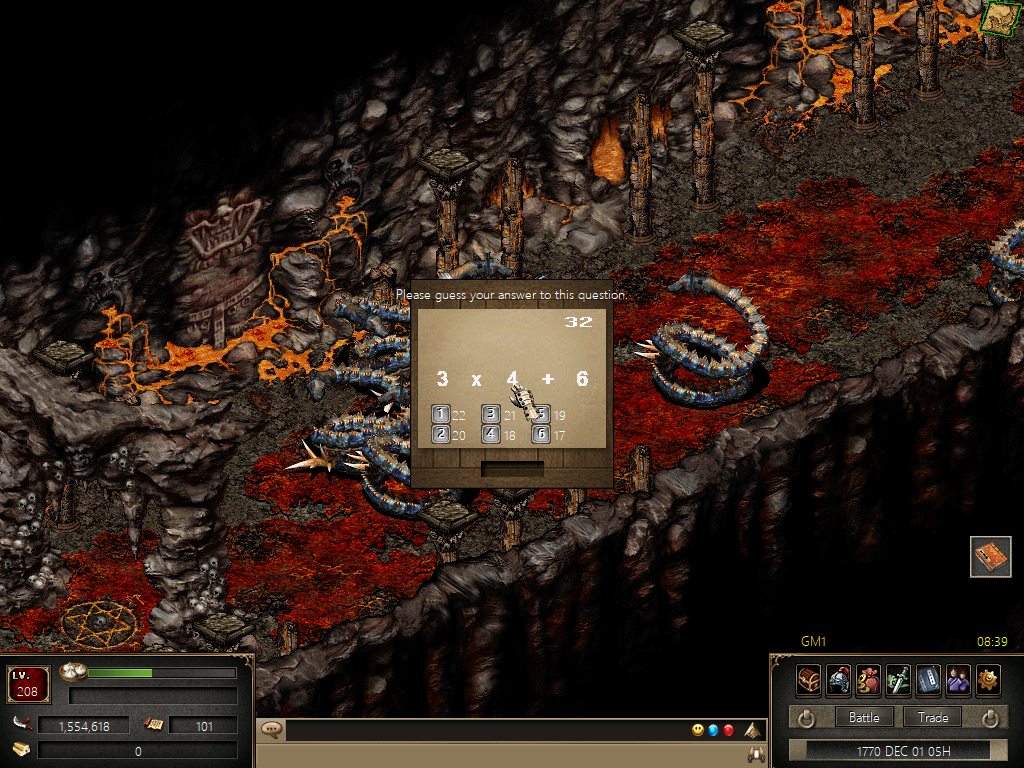 Please guess your answer to this question.
32
3 x 4 + 6
1 22 3 21 5 19
2 20 4 18 6 17
GM1 08:39
LV. 208
1,554,618 101
0
Battle Trade
1770 DEC 01 05H